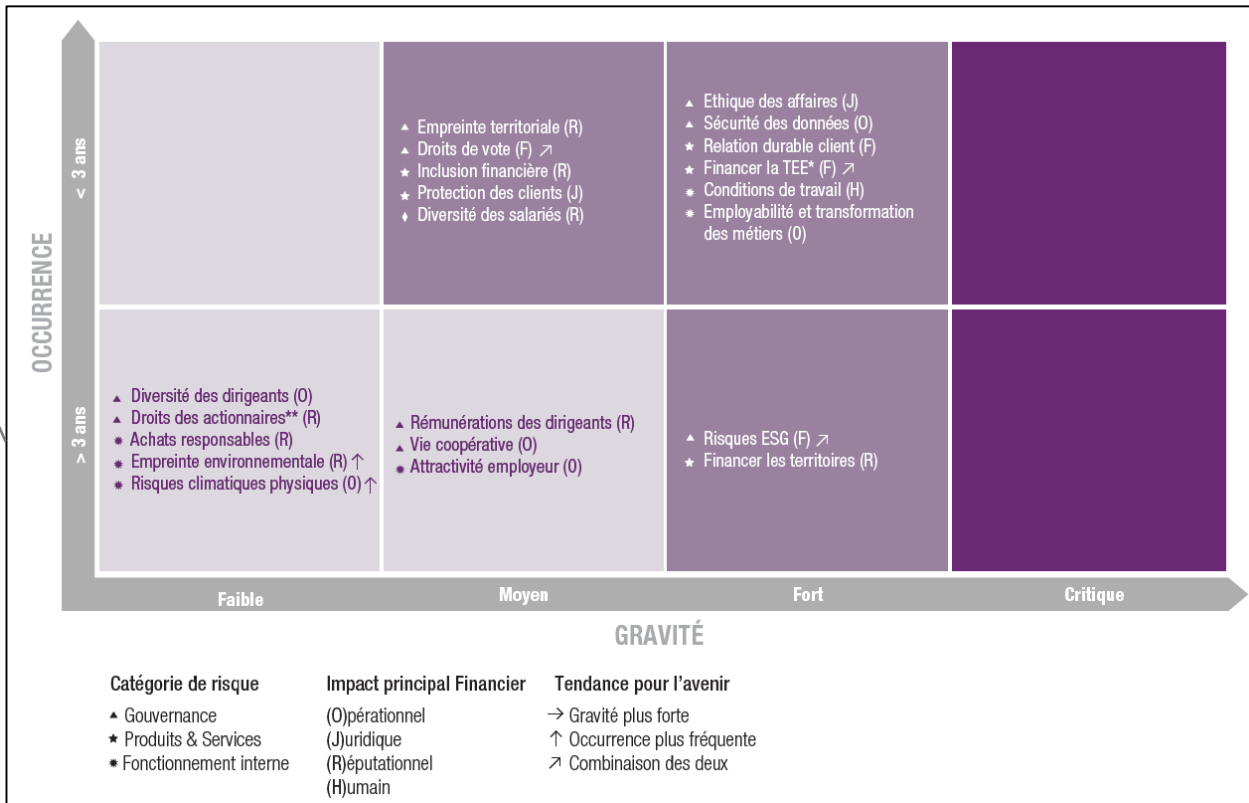 OCCURRENCE
< 3 ans
> 3 ans
▲ Empreinte territoriale (R)
▲ Droits de vote (F) ↗
★ Inclusion financière (R)
★ Protection des clients (J)
♦ Diversité des salariés (R)
▲ Ethique des affaires (J)
▲ Sécurité des données (O)
★ Relation durable client (F)
★ Financer la TEE* (F) ↗
✹ Conditions de travail (H)
✹ Employabilité et transformation
des métiers (O)
▲ Diversité des dirigeants (O)
▲ Droits des actionnaires** (R)
✹ Achats responsables (R)
✹ Empreinte environnementale (R) ↑
✹ Risques climatiques physiques (O) ↑
▲ Rémunérations des dirigeants (R)
▲ Vie coopérative (O)
✹ Attractivité employeur (O)
▲ Risques ESG (F) ↗
★ Financer les territoires (R)
Faible
Moyen
Fort
Critique
GRAVITÉ
Catégorie de risque
▲ Gouvernance
★ Produits & Services
✹ Fonctionnement interne
Impact principal Financier
(O)pérationnel
(J)uridique
(R)éputationnel
(H)umain
Tendance pour l'avenir
→ Gravité plus forte
↑ Occurrence plus fréquente
↗ Combinaison des deux